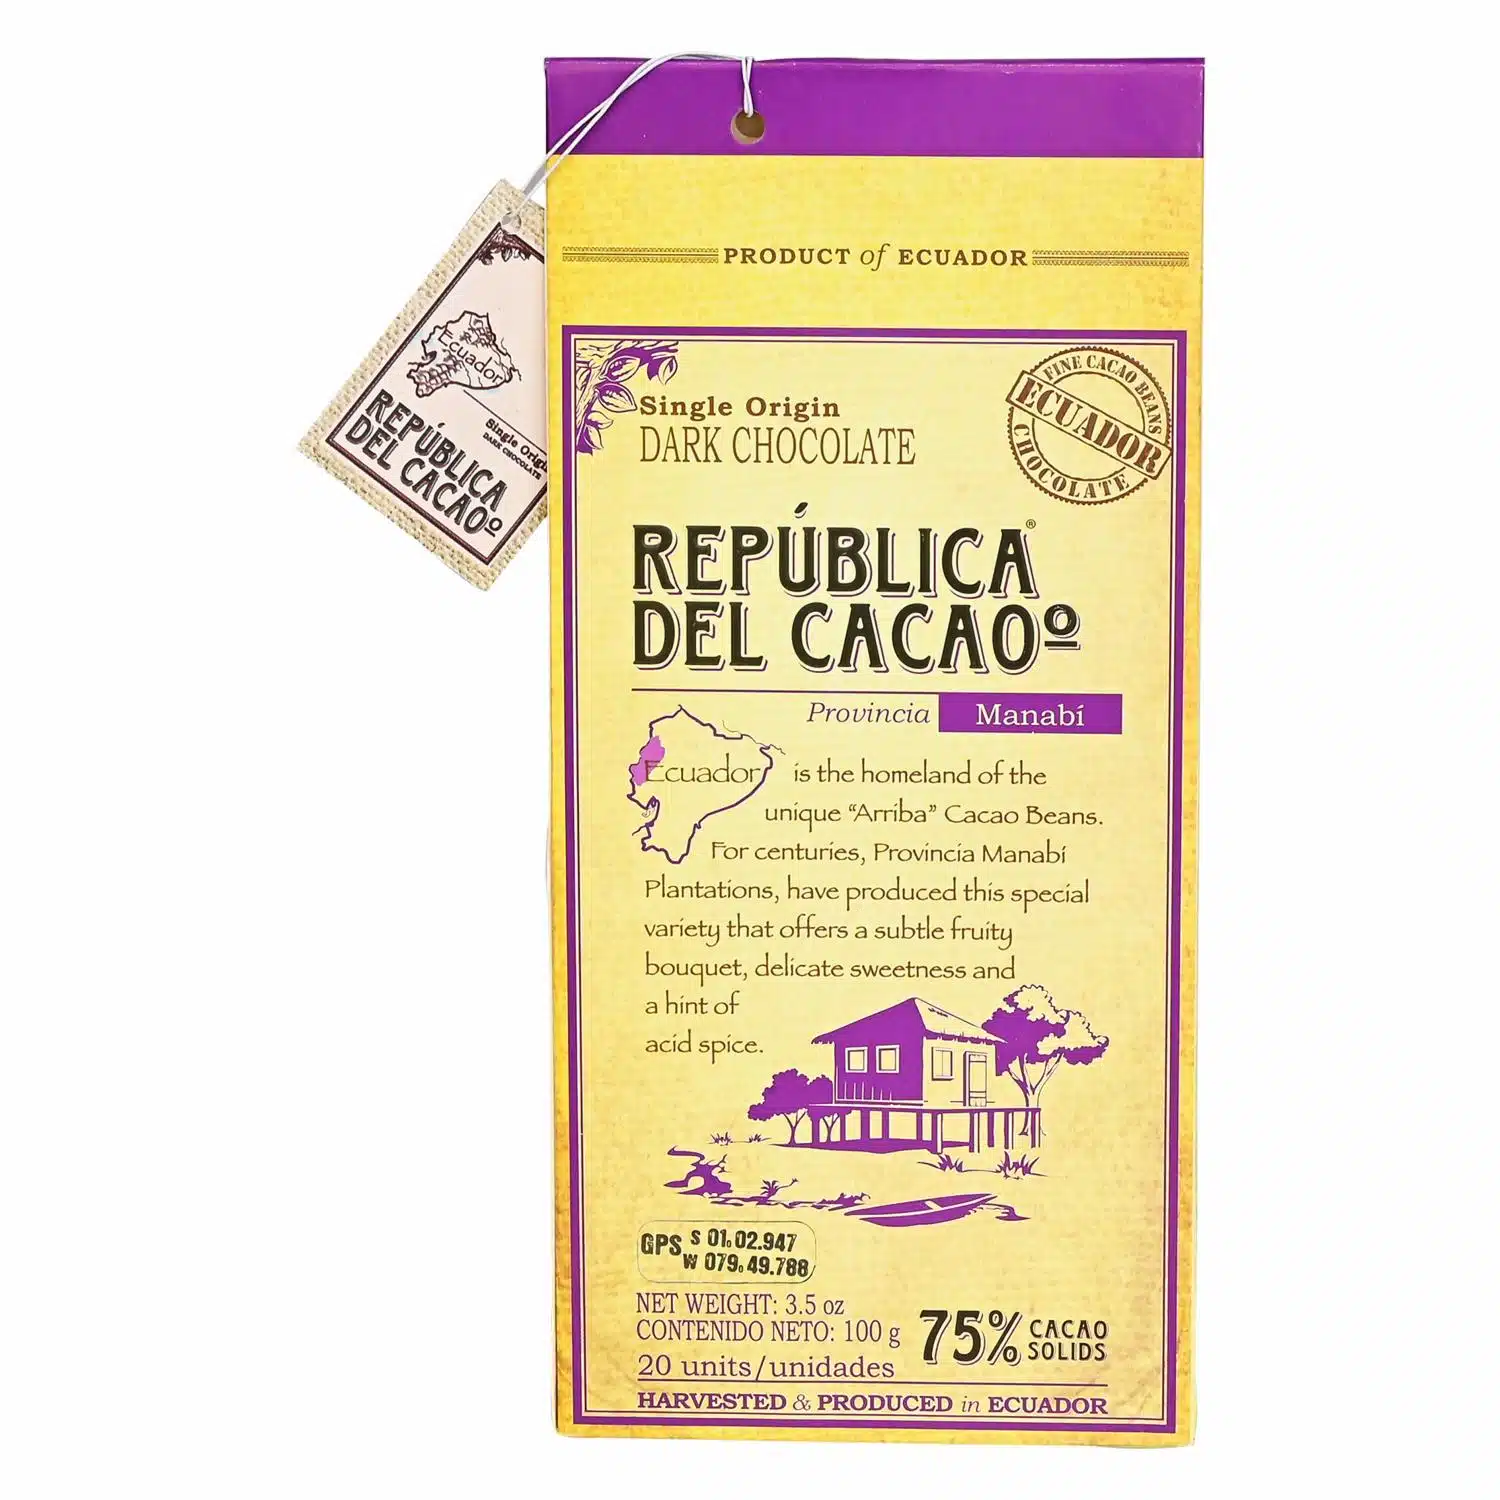 PRODUCT of ECUADOR
Single Origin
DARK CHOCOLATE
FINE CACAO BEANS
ECUADOR
CHOCOLATE
REPÚBLICA®
DEL CACAOº
Provincia Manabí
Ecuador is the homeland of the
unique “Arriba” Cacao Beans.
For centuries, Provincia Manabí
Plantations, have produced this special
variety that offers a subtle fruity
bouquet, delicate sweetness and
a hint of
acid spice.
GPS S 01.02.947
W 079.49.788
NET WEIGHT: 3.5 oz
CONTENIDO NETO: 100 g
20 units/unidades
75% CACAO
SOLIDS
HARVESTED & PRODUCED in ECUADOR
Ecuador
Single Origin
DARK CHOCOLATE
REPÚBLICA
DEL CACAOº